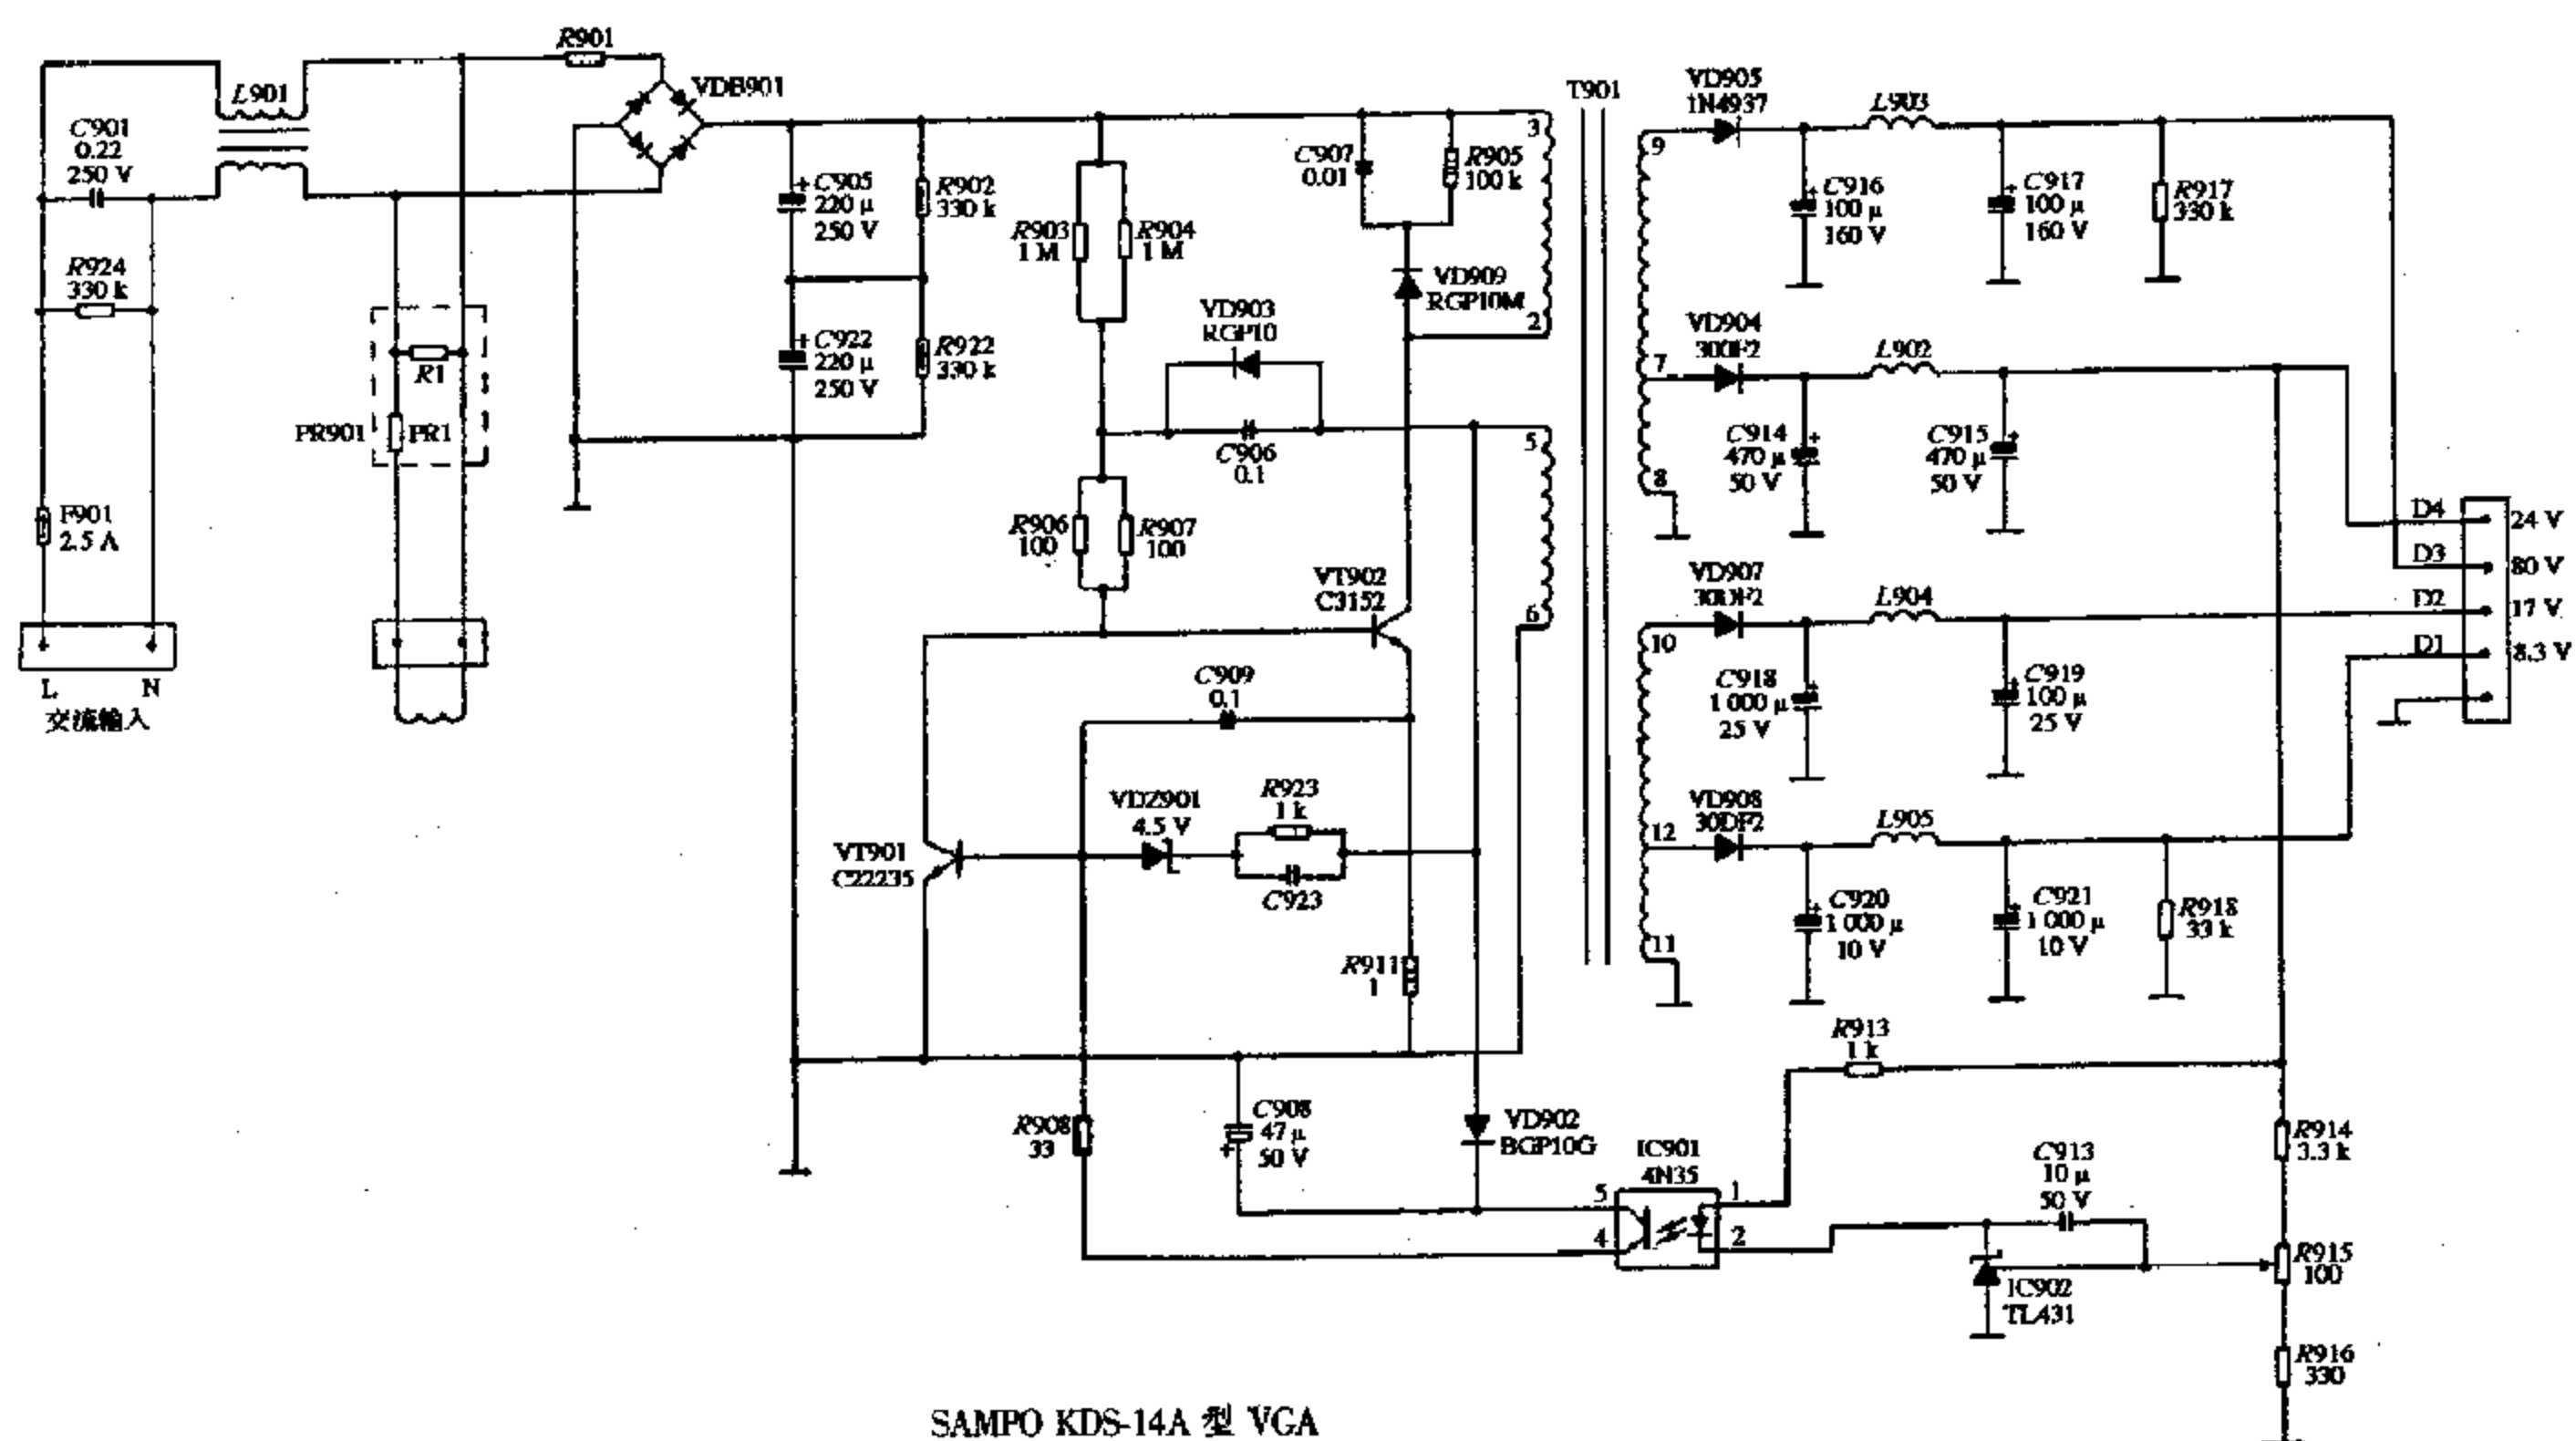 R901
VDB901
L901
C901
0.22
250 V
R924
330 k
F901
2.5 A
L
N
交流输入
R1
PR901
PR1
C905
220 μ
250 V
R902
330 k
C922
220 μ
250 V
R922
330 k
R903
1 M
R904
1 M
VD903
RGP10
C906
0.1
R906
100
R907
100
C907
0.01
R905
100 k
VD909
RGP10M
T901
3
2
5
6
VT902
C3152
C909
0.1
VDZ901
4.5 V
R923
1 k
C923
VT901
C22235
R911
1
R908
33
C908
47 μ
50 V
VD902
BGP10G
IC901
4N35
5
4
1
2
9
7
8
10
12
11
VD905
1N4937
L903
C916
100 μ
160 V
C917
100 μ
160 V
R917
330 k
VD904
30DF2
L902
C914
470 μ
50 V
C915
470 μ
50 V
VD907
30DF2
L904
C918
1 000 μ
25 V
C919
100 μ
25 V
VD908
30DF2
L905
C920
1 000 μ
10 V
C921
1 000 μ
10 V
R918
33 k
D4
24 V
D3
80 V
D2
17 V
D1
8.3 V
R913
1 k
R914
3.3 k
C913
10 μ
50 V
R915
100
IC902
TL431
R916
330
SAMPO KDS-14A 型 VGA